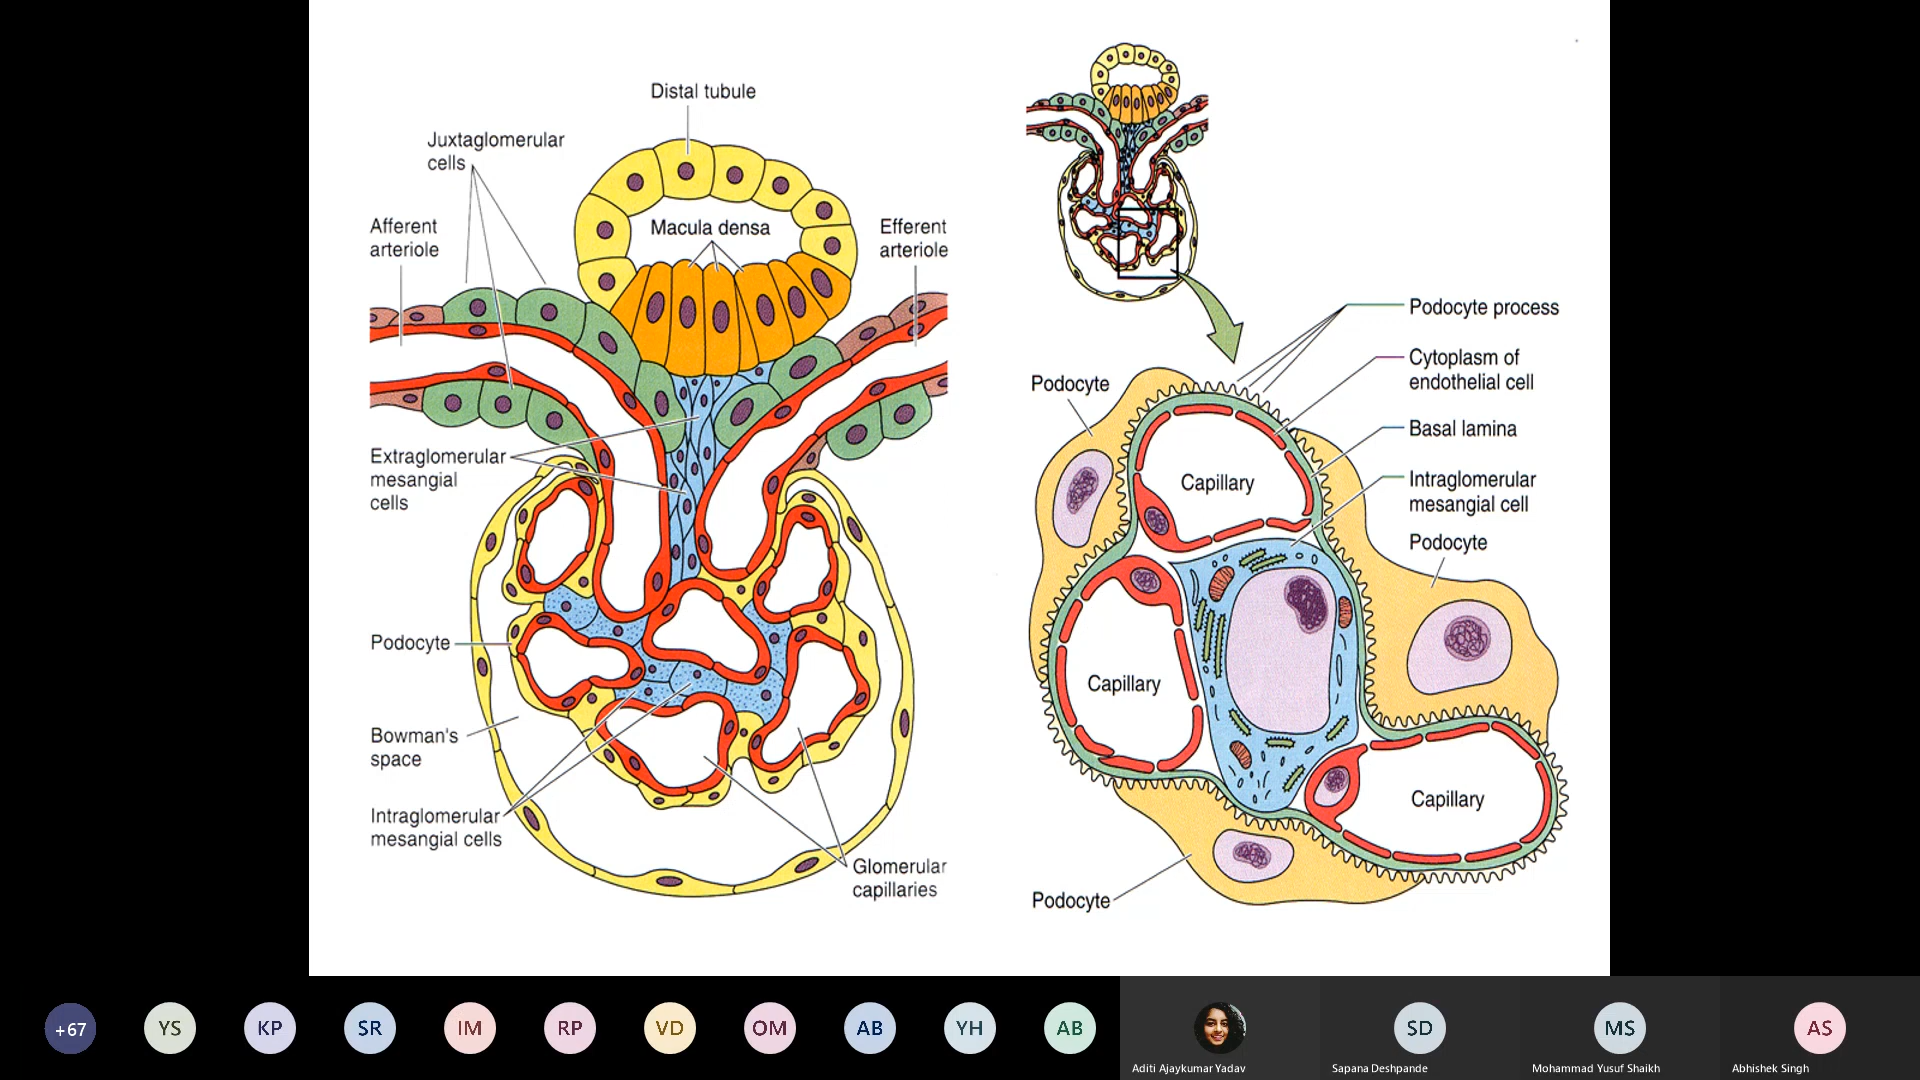 Distal tubule
Juxtaglomerular
cells
Afferent
arteriole
Macula densa
Efferent
arteriole
Extraglomerular
mesangial
cells
Podocyte
Bowman's
space
Intraglomerular
mesangial cells
Glomerular
capillaries
Podocyte process
Cytoplasm of
endothelial cell
Podocyte
Basal lamina
Intraglomerular
mesangial cell
Capillary
Podocyte
Capillary
Capillary
Podocyte
+67
YS
KP
SR
IM
RP
VD
OM
AB
YH
AB
Aditi Ajaykumar Yadav
SD
Sapana Deshpande
MS
Mohammad Yusuf Shaikh
AS
Abhishek Singh